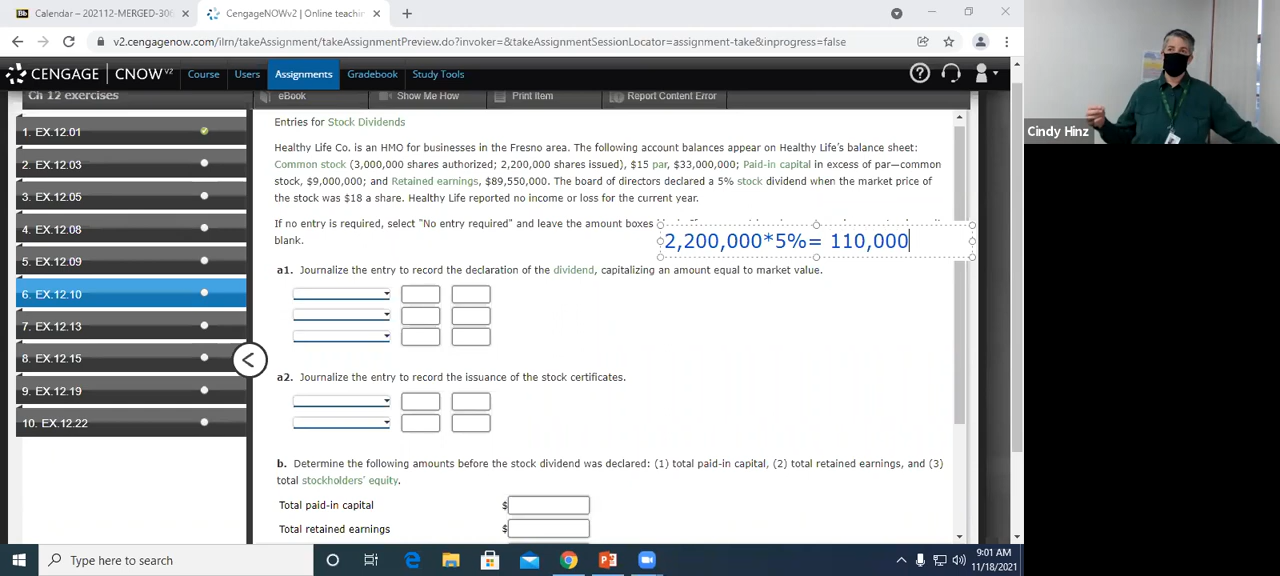 Calendar – 202112-MERGED-306
CengageNOWv2 | Online teachin
v2.cengagenow.com/ilrn/takeAssignment/takeAssignmentPreview.do?invoker=&takeAssignmentSessionLocator=assignment-take&inprogress=false
CENGAGE | CNOWv2 Course Users Assignments Gradebook Study Tools
Ch 12 exercises
eBook Show Me How Print Item Report Content Error
1. EX.12.01
2. EX.12.03
3. EX.12.05
4. EX.12.08
5. EX.12.09
6. EX.12.10
7. EX.12.13
8. EX.12.15
9. EX.12.19
10. EX.12.22
Entries for Stock Dividends
Healthy Life Co. is an HMO for businesses in the Fresno area. The following account balances appear on Healthy Life's balance sheet:
Common stock (3,000,000 shares authorized; 2,200,000 shares issued), $15 par, $33,000,000; Paid-in capital in excess of par—common
stock, $9,000,000; and Retained earnings, $89,550,000. The board of directors declared a 5% stock dividend when the market price of
the stock was $18 a share. Healthy Life reported no income or loss for the current year.
If no entry is required, select "No entry required" and leave the amount boxes
blank.
2,200,000*5%= 110,000
a1. Journalize the entry to record the declaration of the dividend, capitalizing an amount equal to market value.
a2. Journalize the entry to record the issuance of the stock certificates.
b. Determine the following amounts before the stock dividend was declared: (1) total paid-in capital, (2) total retained earnings, and (3)
total stockholders' equity.
Total paid-in capital $
Total retained earnings $
Cindy Hinz
Type here to search
9:01 AM
11/18/2021